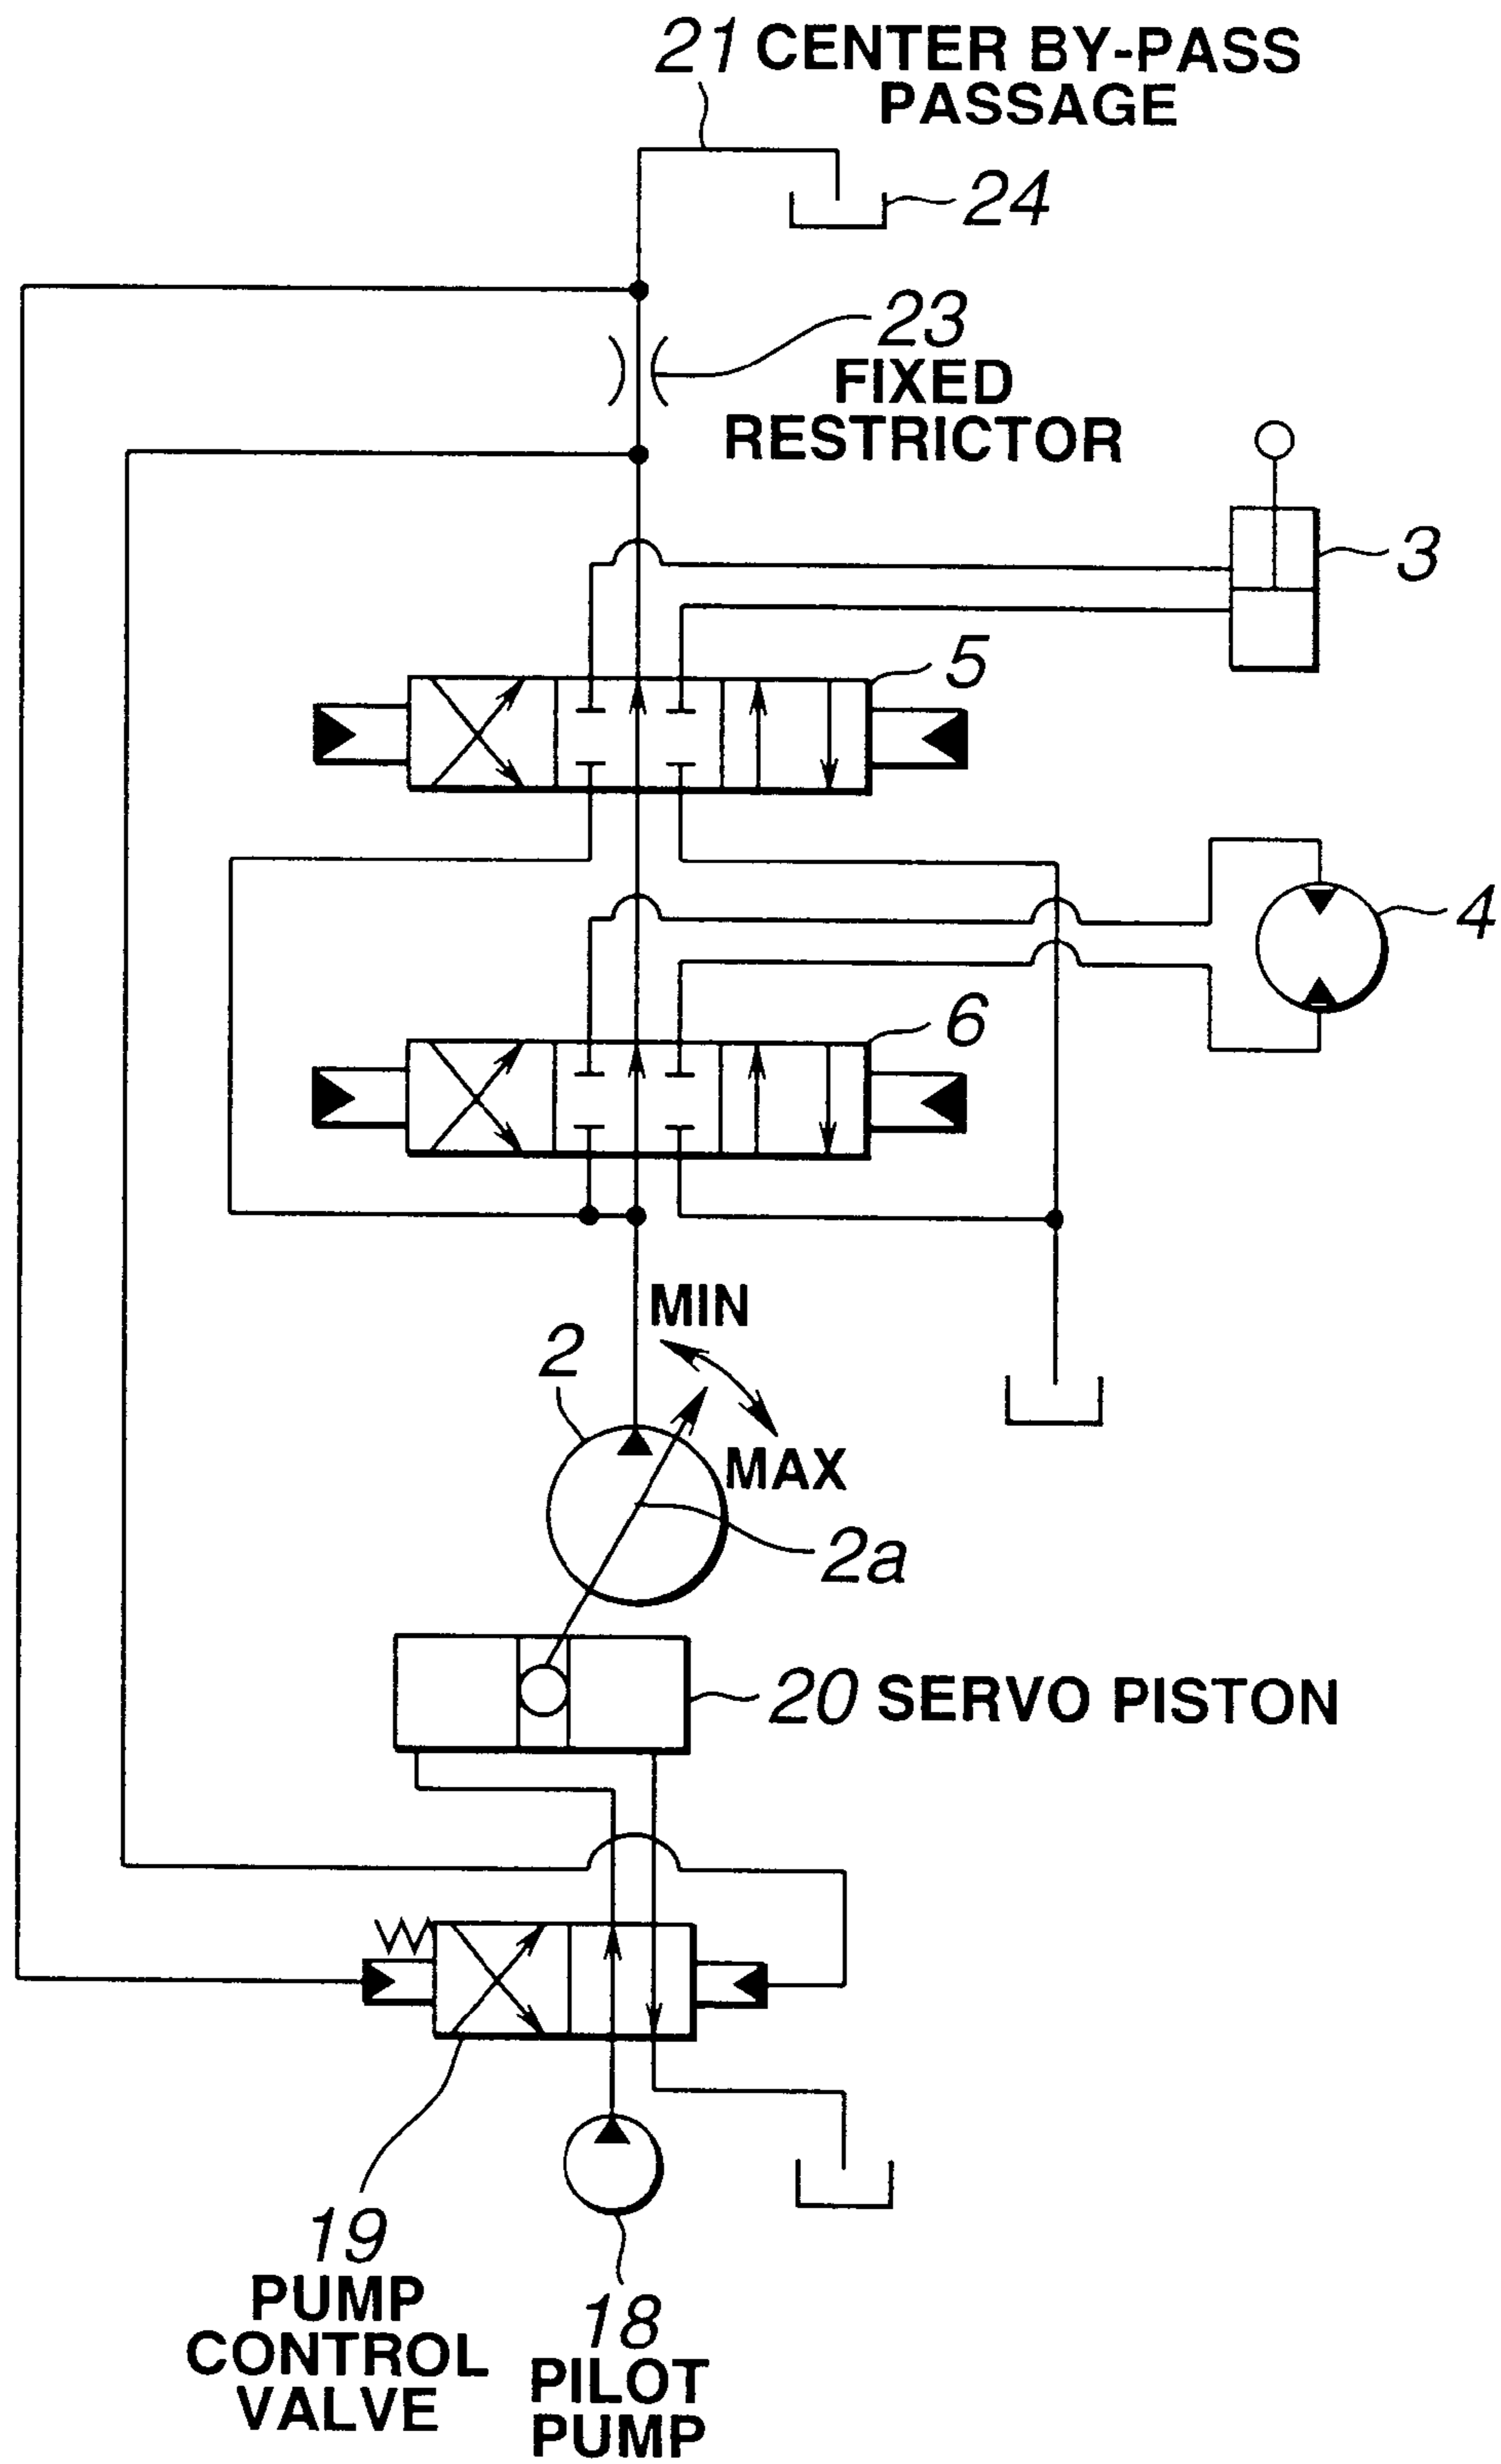 21 CENTER BY-PASS
PASSAGE
24
23
FIXED
RESTRICTOR
3
5
4
6
MIN
2
MAX
2a
20 SERVO PISTON
19
PUMP
CONTROL
VALVE
18
PILOT
PUMP